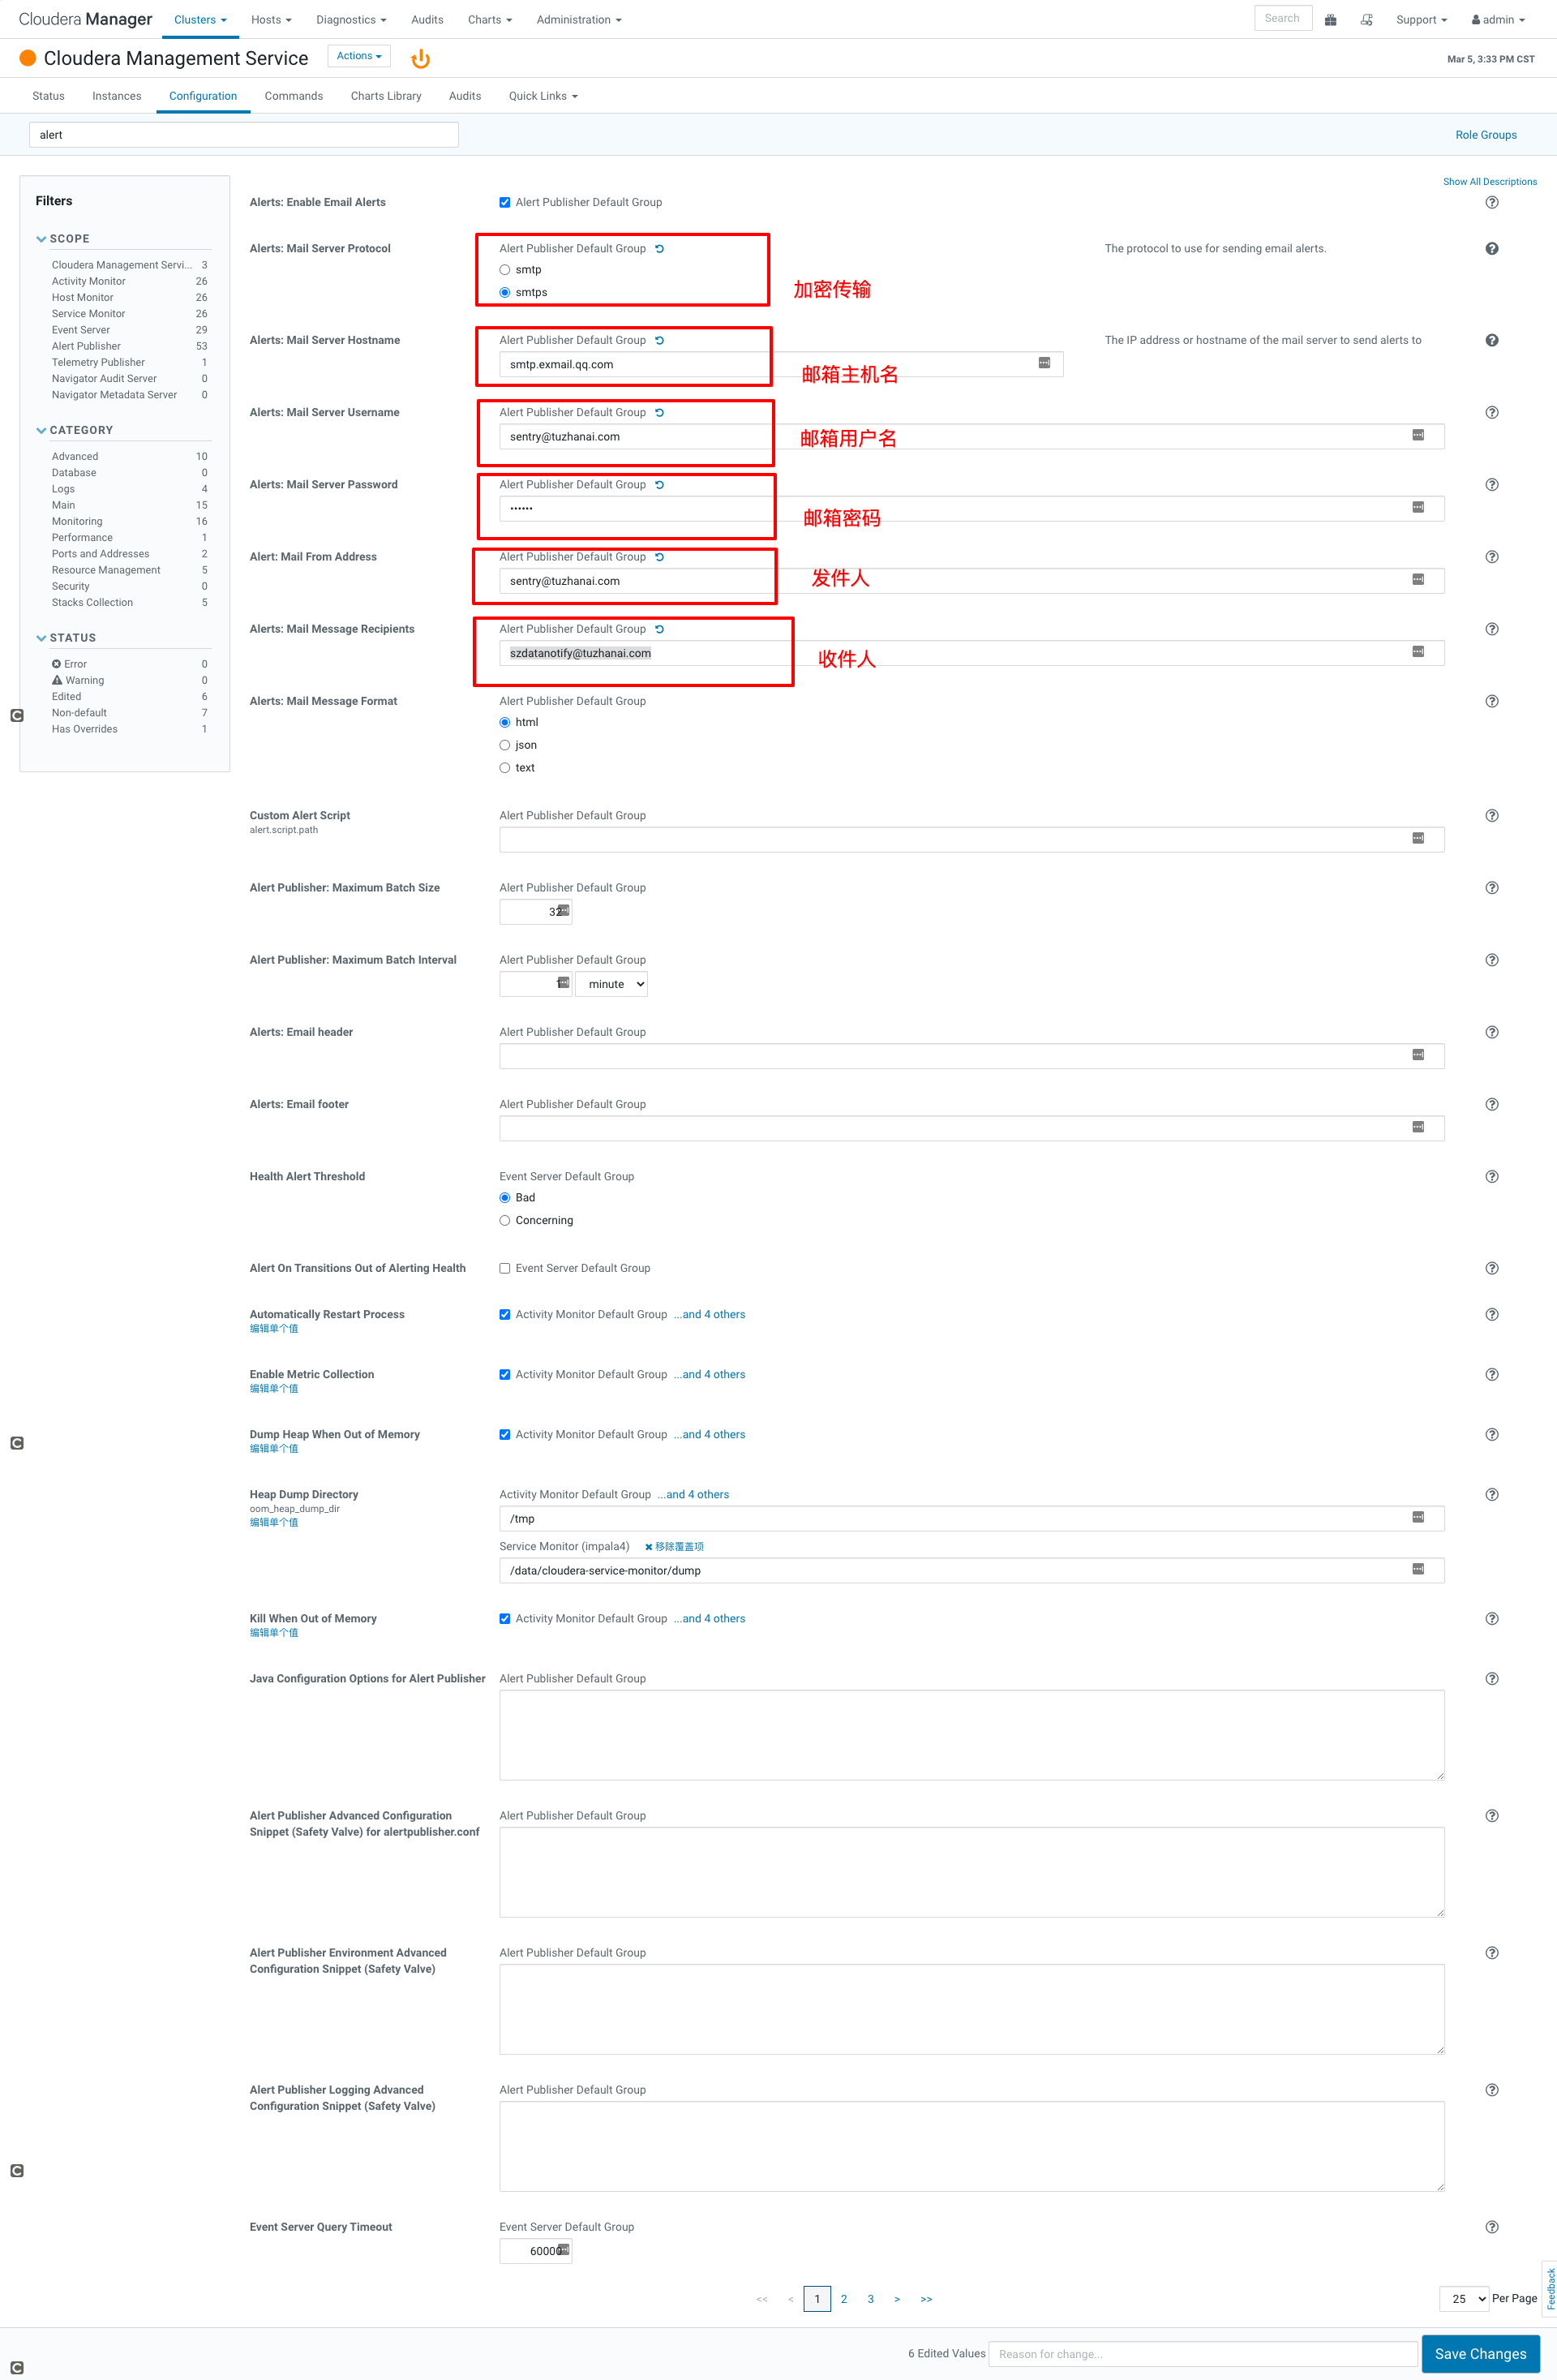 Cloudera Manager Clusters Hosts Diagnostics Audits Charts Administration Search Support admin
Cloudera Management Service Actions Mar 5, 3:33 PM CST
Status Instances Configuration Commands Charts Library Audits Quick Links
alert Role Groups
Show All Descriptions
Filters
SCOPE
Cloudera Management Servi... 3
Activity Monitor 26
Host Monitor 26
Service Monitor 26
Event Server 29
Alert Publisher 53
Telemetry Publisher 1
Navigator Audit Server 0
Navigator Metadata Server 0
CATEGORY
Advanced 10
Database 0
Logs 4
Main 15
Monitoring 16
Performance 1
Ports and Addresses 2
Resource Management 5
Security 0
Stacks Collection 5
STATUS
Error 0
Warning 0
Edited 6
Non-default 7
Has Overrides 1
Alerts: Enable Email Alerts Alert Publisher Default Group
Alerts: Mail Server Protocol Alert Publisher Default Group The protocol to use for sending email alerts.
smtp
smtps
加密传输
Alerts: Mail Server Hostname Alert Publisher Default Group The IP address or hostname of the mail server to send alerts to
smtp.exmail.qq.com
邮箱主机名
Alerts: Mail Server Username Alert Publisher Default Group
sentry@tuzhanai.com
邮箱用户名
Alerts: Mail Server Password Alert Publisher Default Group
••••••
邮箱密码
Alert: Mail From Address Alert Publisher Default Group
sentry@tuzhanai.com
发件人
Alerts: Mail Message Recipients Alert Publisher Default Group
szdatanotify@tuzhanai.com
收件人
Alerts: Mail Message Format Alert Publisher Default Group
html
json
text
Custom Alert Script Alert Publisher Default Group
alert.script.path
Alert Publisher: Maximum Batch Size Alert Publisher Default Group
32
Alert Publisher: Maximum Batch Interval Alert Publisher Default Group
1 minute
Alerts: Email header Alert Publisher Default Group
Alerts: Email footer Alert Publisher Default Group
Health Alert Threshold Event Server Default Group
Bad
Concerning
Alert On Transitions Out of Alerting Health Event Server Default Group
Automatically Restart Process Activity Monitor Default Group ...and 4 others
编辑单个值
Enable Metric Collection Activity Monitor Default Group ...and 4 others
编辑单个值
Dump Heap When Out of Memory Activity Monitor Default Group ...and 4 others
编辑单个值
Heap Dump Directory Activity Monitor Default Group ...and 4 others
oom_heap_dump_dir
编辑单个值
/tmp
Service Monitor (impala4) 移除覆盖项
/data/cloudera-service-monitor/dump
Kill When Out of Memory Activity Monitor Default Group ...and 4 others
编辑单个值
Java Configuration Options for Alert Publisher Alert Publisher Default Group
Alert Publisher Advanced Configuration Alert Publisher Default Group
Snippet (Safety Valve) for alertpublisher.conf
Alert Publisher Environment Advanced Alert Publisher Default Group
Configuration Snippet (Safety Valve)
Alert Publisher Logging Advanced Alert Publisher Default Group
Configuration Snippet (Safety Valve)
Event Server Query Timeout Event Server Default Group
60000
<< < 1 2 3 > >> 25 Per Page
Feedback
6 Edited Values Reason for change... Save Changes